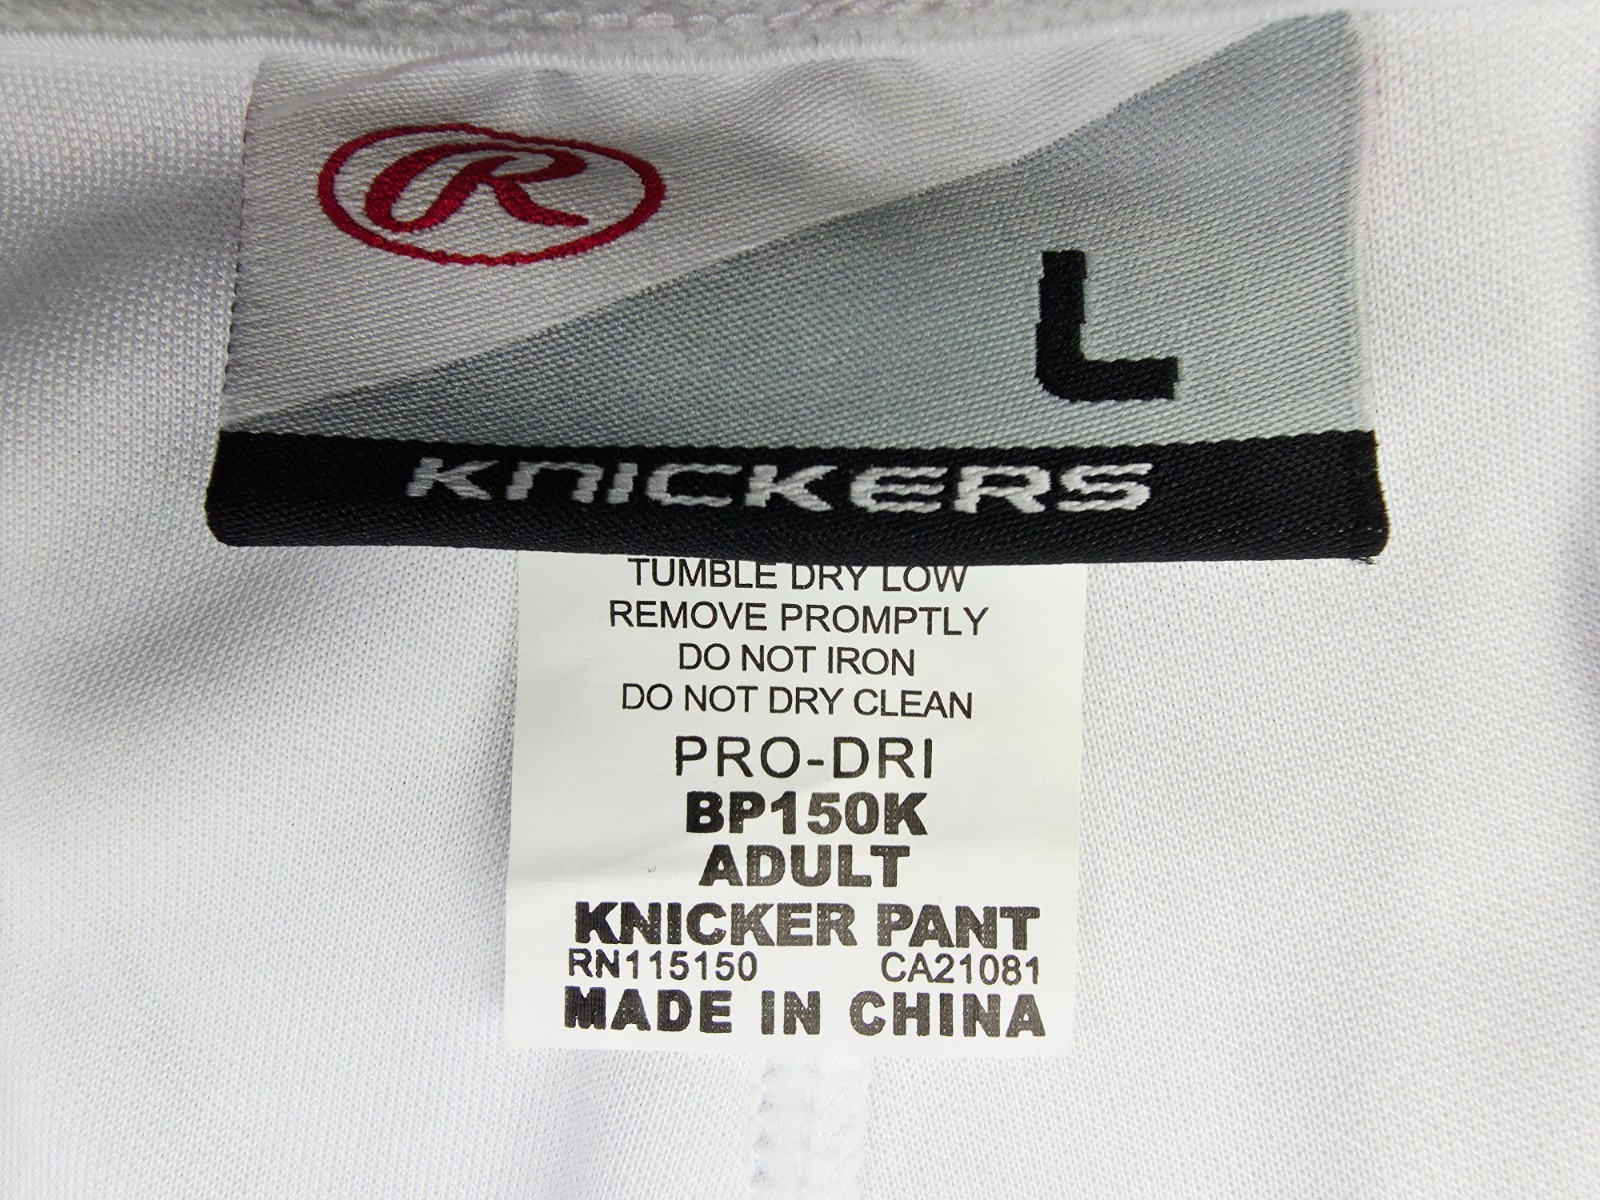 R
L
KNICKERS
TUMBLE DRY LOW
REMOVE PROMPTLY
DO NOT IRON
DO NOT DRY CLEAN
PRO-DRI
BP150K
ADULT
KNICKER PANT
RN115150 CA21081
MADE IN CHINA